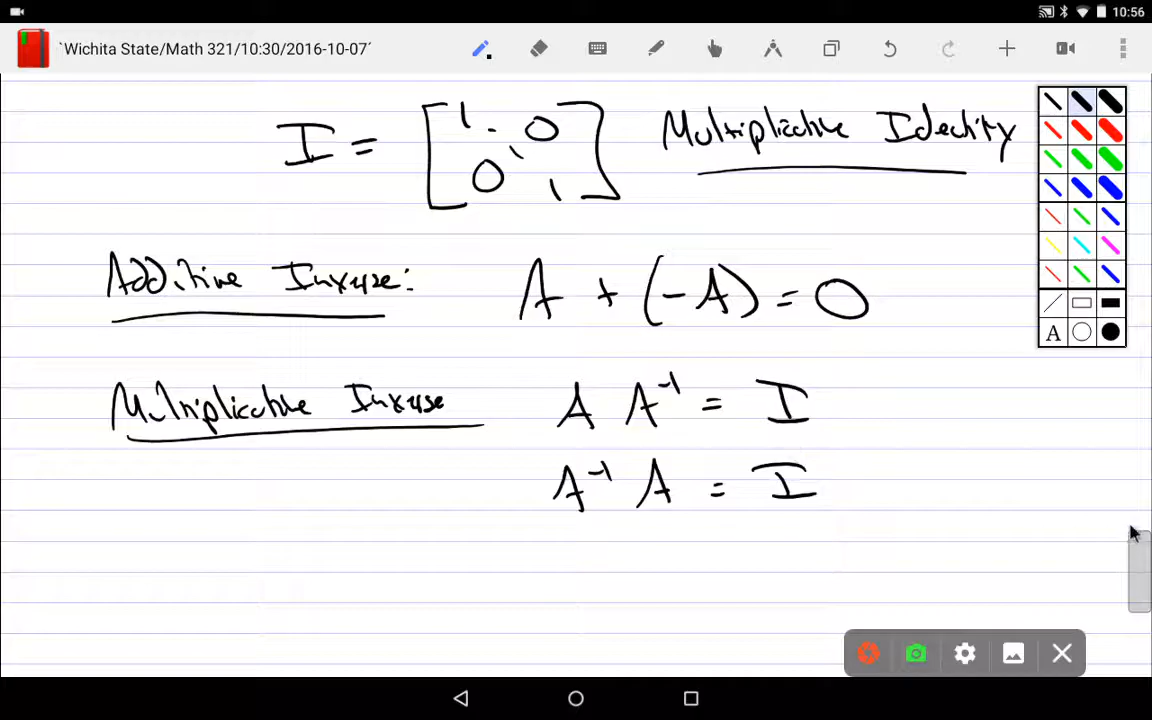 10:56
`Wichita State/Math 321/10:30/2016-10-07´
I = [1 ⋱ 0 0 1] Multiplicative Identity
Additive Inverse: A + (-A) = 0
Multiplicative Inverse A A⁻¹ = I
A⁻¹ A = I
A